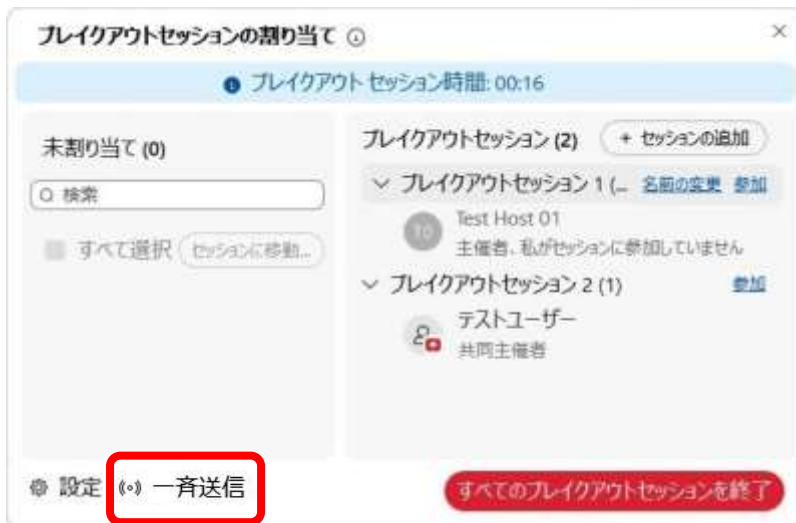 ブレイクアウトセッションの割り当て
ブレイクアウト セッション時間: 00:16
未割り当て (0)
検索
すべて選択
セッションに移動...
ブレイクアウトセッション (2)
+ セッションの追加
ブレイクアウトセッション 1 (...
名前の変更 参加
T0
Test Host 01
主催者、私がセッションに参加していません
ブレイクアウトセッション 2 (1)
参加
テストユーザー
共同主催者
設定
一斉送信
すべてのブレイクアウトセッションを終了